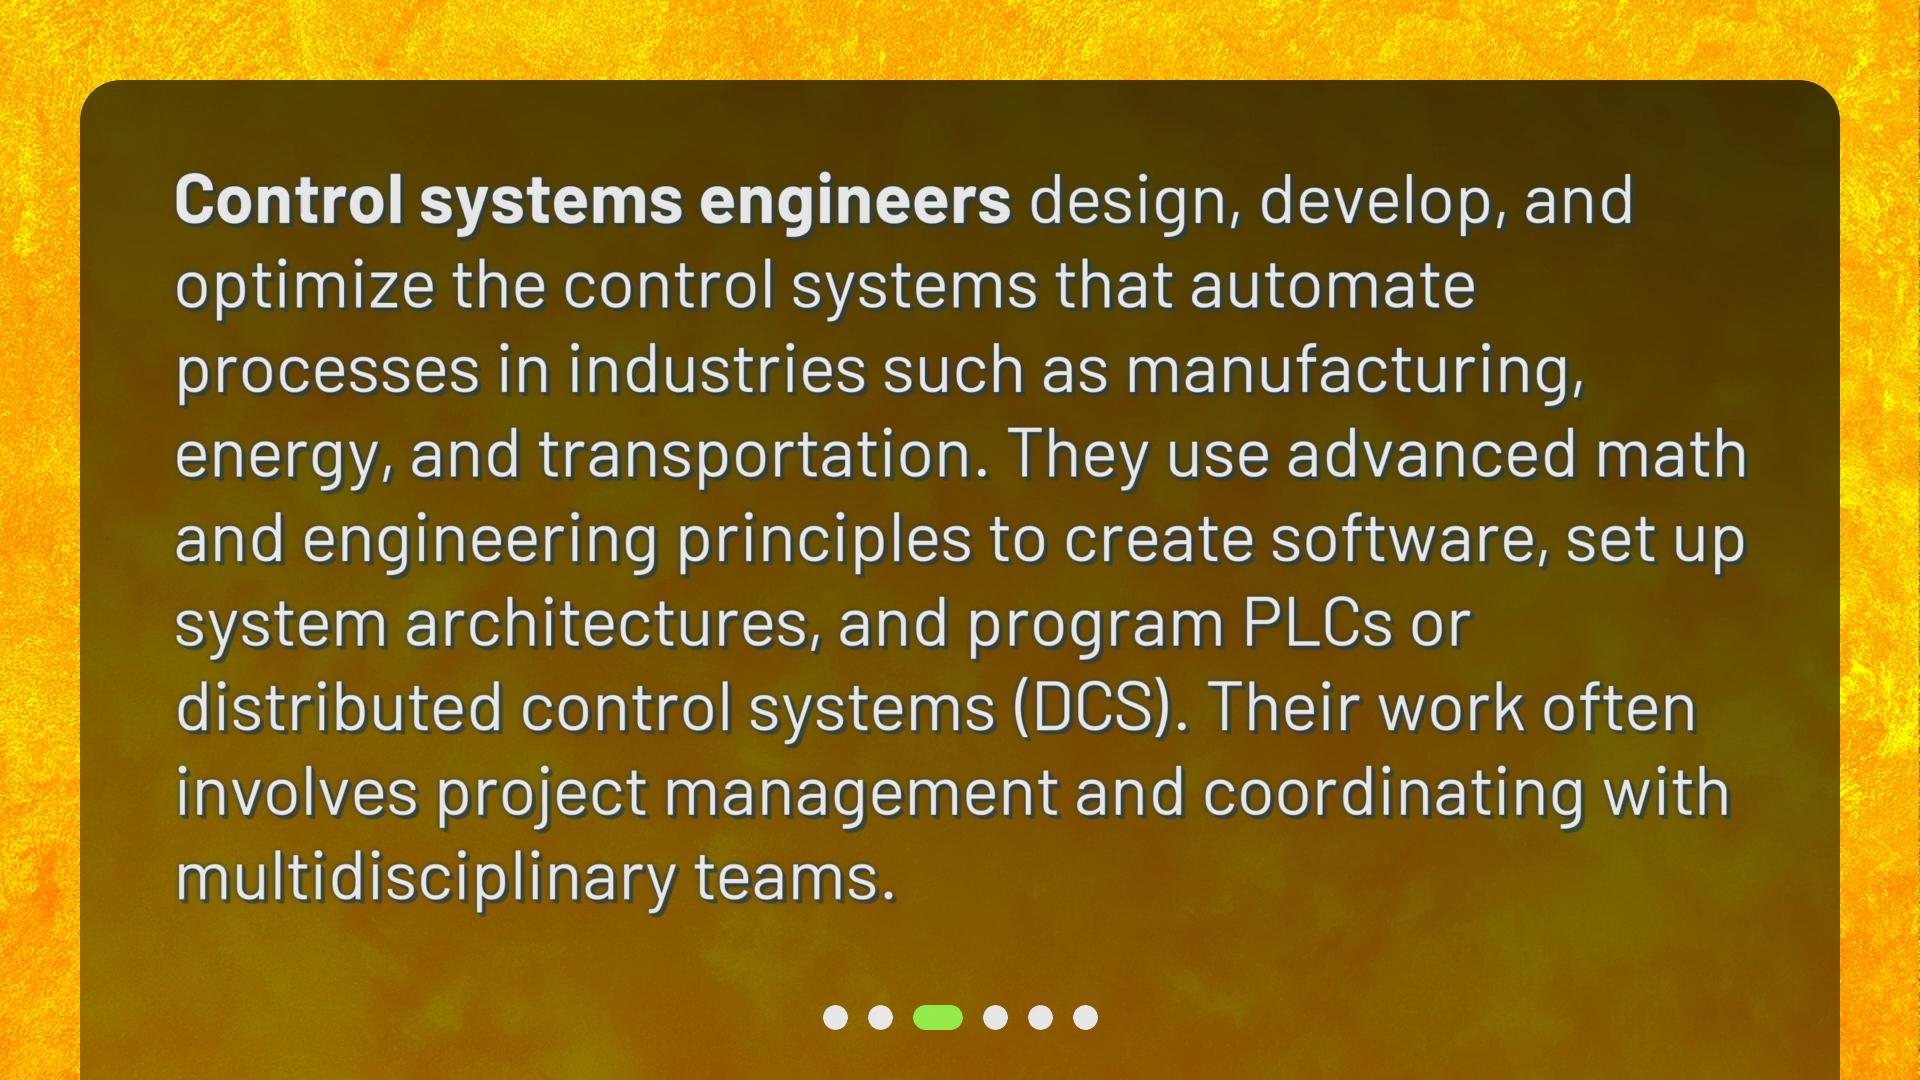 Control systems engineers design, develop, and
optimize the control systems that automate
processes in industries such as manufacturing,
energy, and transportation. They use advanced math
and engineering principles to create software, set up
system architectures, and program PLCs or
distributed control systems (DCS). Their work often
involves project management and coordinating with
multidisciplinary teams.